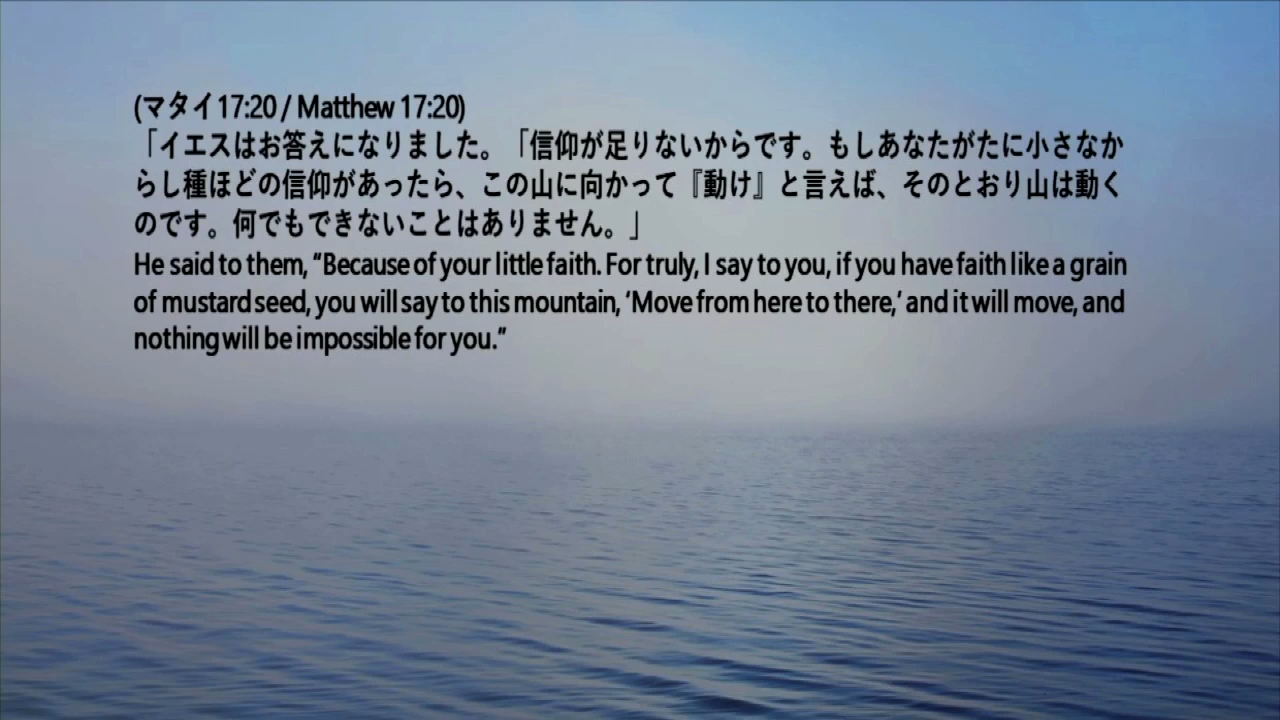 (マタイ 17:20 / Matthew 17:20)
「イエスはお答えになりました。「信仰が足りないからです。もしあなたがたに小さなか
らし種ほどの信仰があったら、この山に向かって『動け』と言えば、そのとおり山は動く
のです。何でもできないことはありません。」
He said to them, “Because of your little faith. For truly, I say to you, if you have faith like a grain
of mustard seed, you will say to this mountain, ‘Move from here to there,’ and it will move, and
nothing will be impossible for you.”